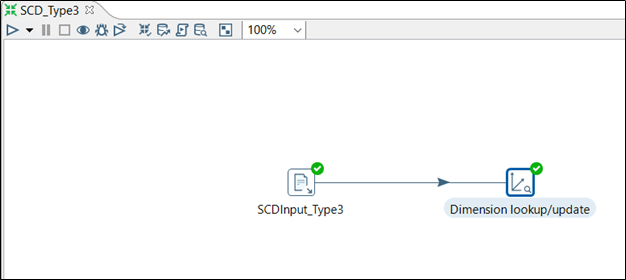 SCD_Type3
100%
SCDInput_Type3
Dimension lookup/update